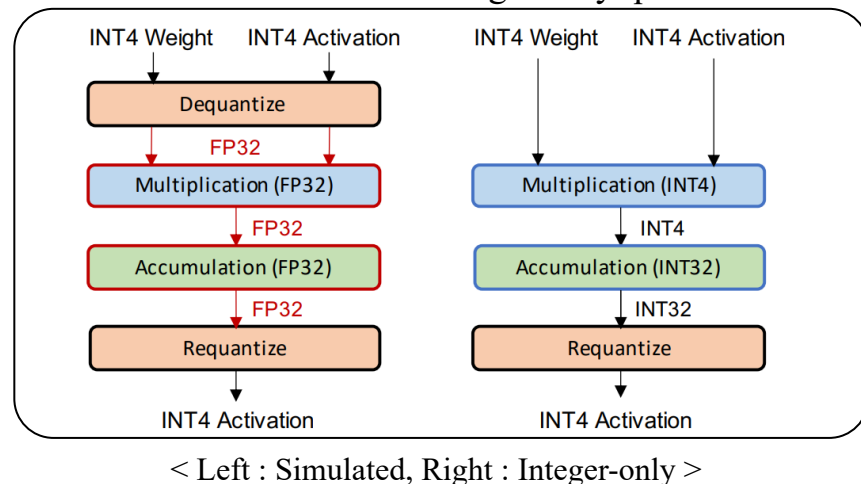 INT4 Weight INT4 Activation INT4 Weight INT4 Activation
Dequantize
FP32
Multiplication (FP32) Multiplication (INT4)
FP32 INT4
Accumulation (FP32) Accumulation (INT32)
FP32 INT32
Requantize Requantize
INT4 Activation INT4 Activation
< Left : Simulated, Right : Integer-only >